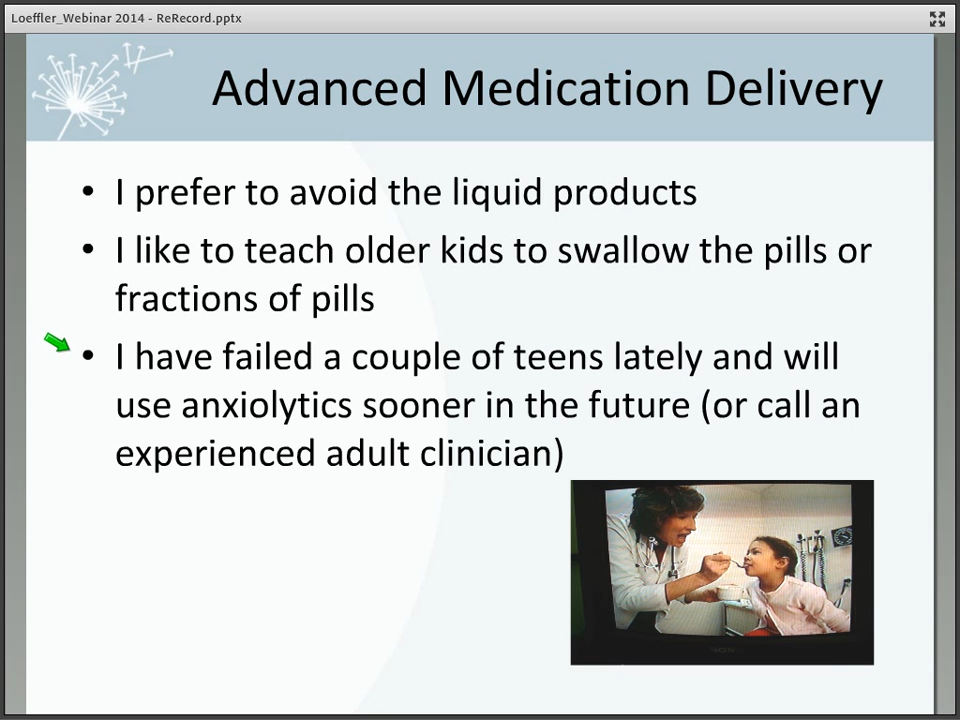 Loeffler_Webinar 2014 - ReRecord.pptx
Advanced Medication Delivery
• I prefer to avoid the liquid products
• I like to teach older kids to swallow the pills or
fractions of pills
• I have failed a couple of teens lately and will
use anxiolytics sooner in the future (or call an
experienced adult clinician)
SONY